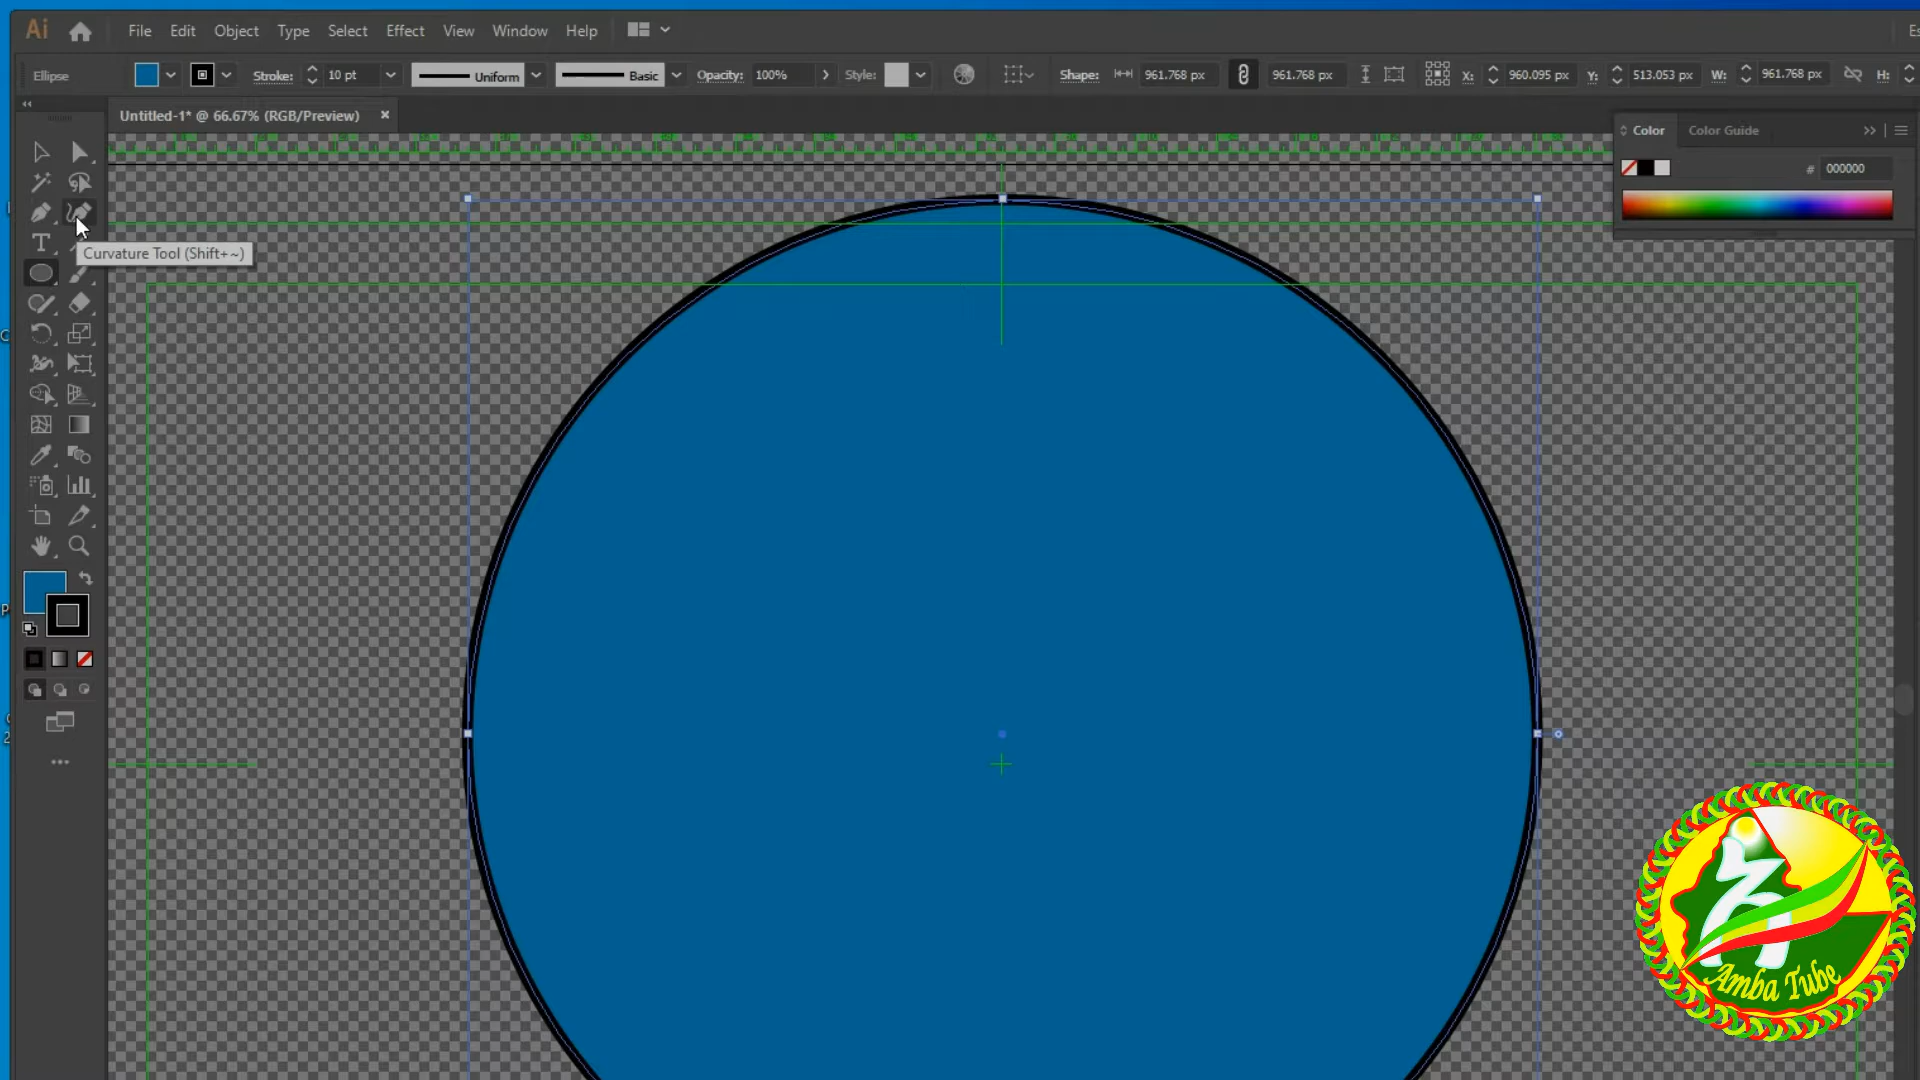 Ai File Edit Object Type Select Effect View Window Help
Ellipse Stroke: 10 pt Uniform Basic Opacity: 100% Style: Shape: 961.768 px 961.768 px X: 960.095 px Y: 513.053 px W: 961.768 px H:
Untitled-1* @ 66.67% (RGB/Preview) ×
Color Color Guide
# 000000
T
Curvature Tool (Shift+~)
Amba Tube